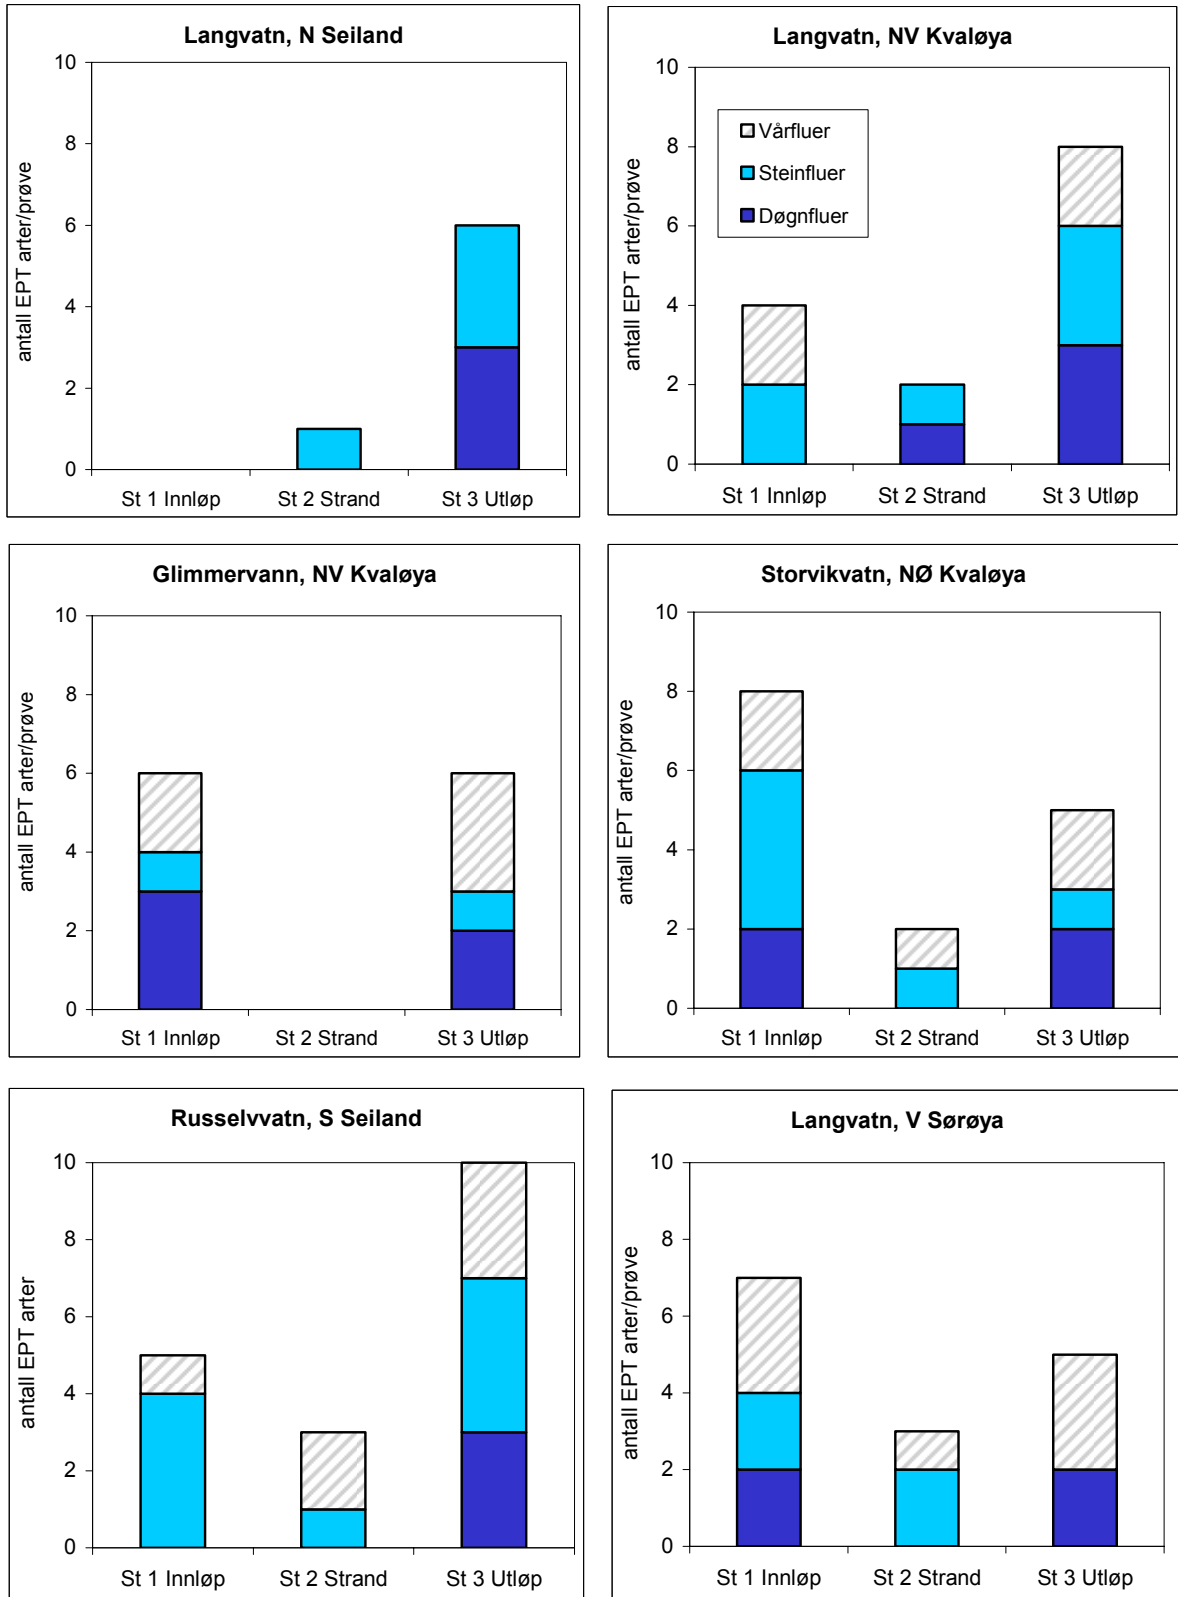 Langvatn, N Seiland
antall EPT arter/prøve
10
8
6
4
2
0
St 1 Innløp
St 2 Strand
St 3 Utløp
Langvatn, NV Kvaløya
antall EPT arter/prøve
10
8
6
4
2
0
Vårfluer
Steinfluer
Døgnfluer
St 1 Innløp
St 2 Strand
St 3 Utløp
Glimmervann, NV Kvaløya
antall EPT arter/prøve
10
8
6
4
2
0
St 1 Innløp
St 2 Strand
St 3 Utløp
Storvikvatn, NØ Kvaløya
antall EPT arter/prøve
10
8
6
4
2
0
St 1 Innløp
St 2 Strand
St 3 Utløp
Russelvvatn, S Seiland
antall EPT arter
10
8
6
4
2
0
St 1 Innløp
St 2 Strand
St 3 Utløp
Langvatn, V Sørøya
antall EPT arter/prøve
10
8
6
4
2
0
St 1 Innløp
St 2 Strand
St 3 Utløp